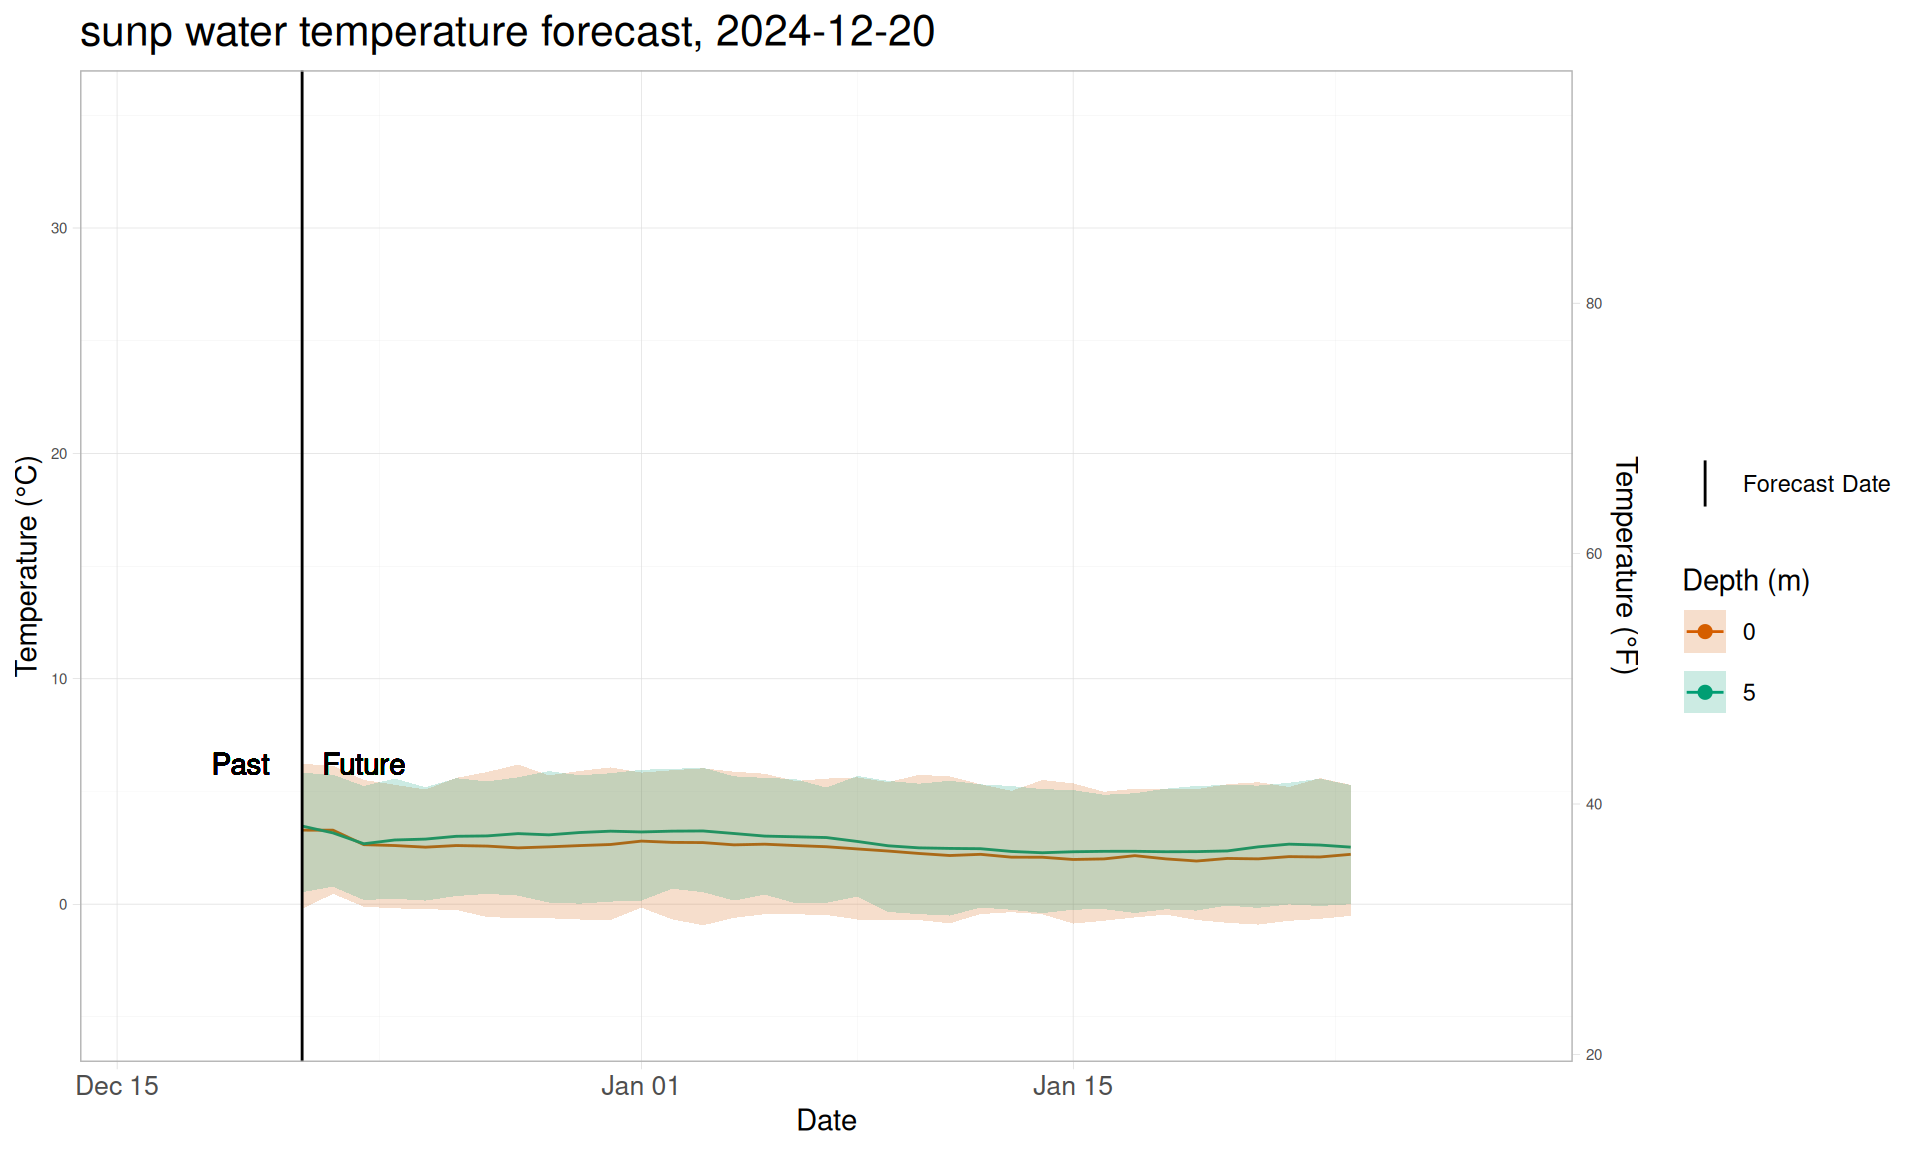 sunp water temperature forecast, 2024-12-20
30
20
10
0
Temperature (°C)
Past
Future
80
60
40
20
Temperature (°F)
Dec 15
Jan 01
Jan 15
Date
Forecast Date
Depth (m)
0
5